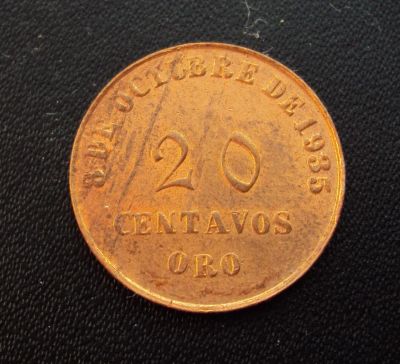 8 DE OCTUBRE DE 1935
20
CENTAVOS
ORO